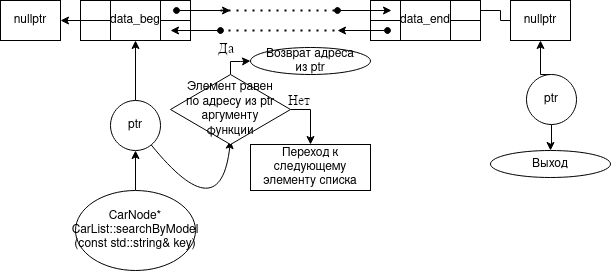 nullptr
data_beg
data_end
nullptr
Да
Возврат адреса
из ptr
Элемент равен
по адресу из ptr
аргументу
функции
Нет
ptr
ptr
Переход к
следующему
элементу списка
Выход
CarNode*
CarList::searchByModel
(const std::string& key)